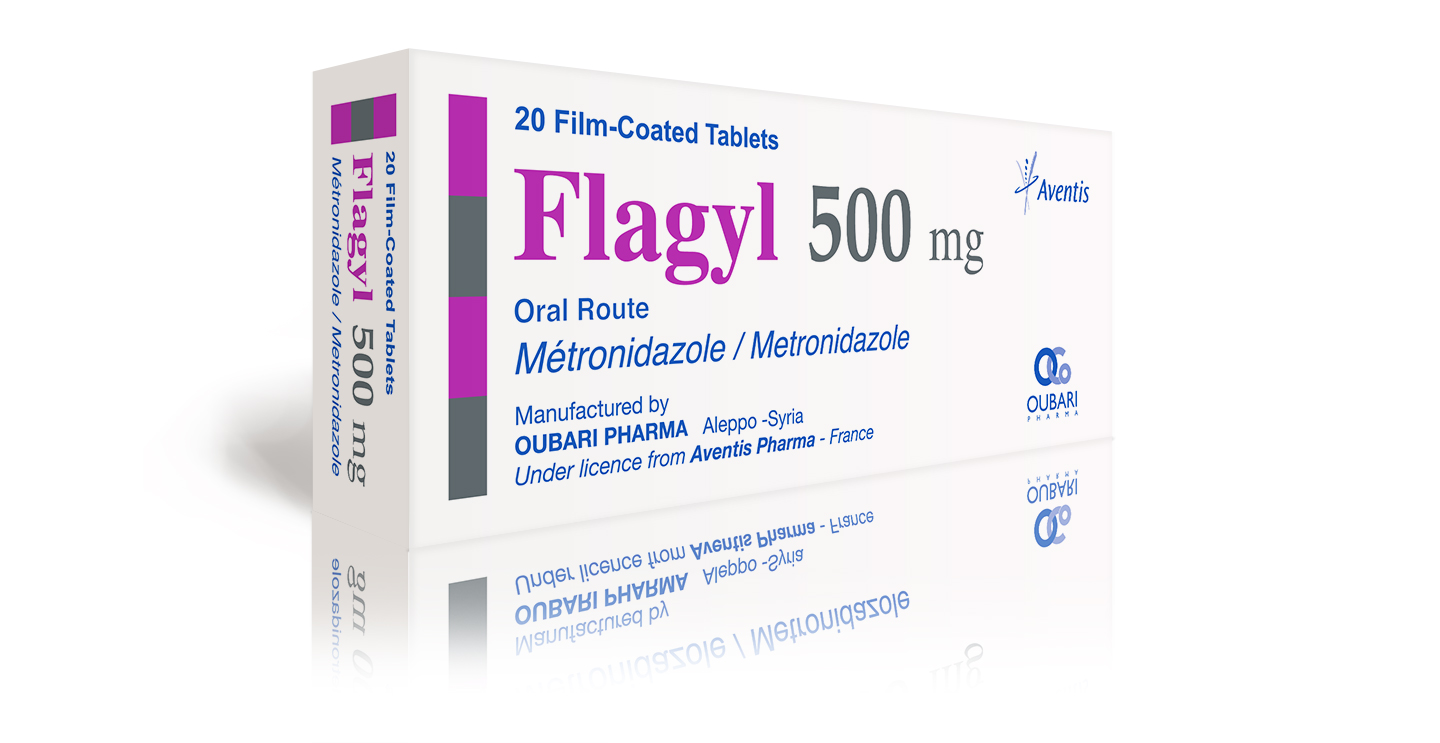 20 Film-Coated Tablets
Flagyl 500 mg
Métronidazole / Metronidazole
20 Film-Coated Tablets
Flagyl 500 mg
Oral Route
Métronidazole / Metronidazole
Manufactured by
OUBARI PHARMA Aleppo -Syria
Under licence from Aventis Pharma - France
Aventis
OUBARI
PHARMA